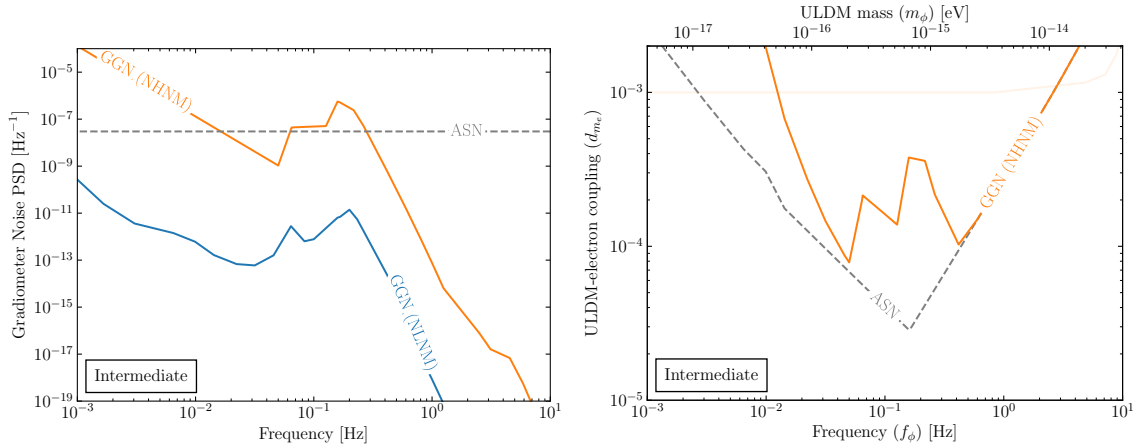 Gradiometer Noise PSD [Hz⁻¹]
10⁻⁵
10⁻⁷
10⁻⁹
10⁻¹¹
10⁻¹³
10⁻¹⁵
10⁻¹⁷
10⁻¹⁹
GGN (NHNM)
ASN
GGN (NLNM)
Intermediate
10⁻³ 10⁻² 10⁻¹ 10⁰ 10¹
Frequency [Hz]
ULDM mass (m_ϕ) [eV]
10⁻¹⁷ 10⁻¹⁶ 10⁻¹⁵ 10⁻¹⁴
ULDM-electron coupling (d_{m_e})
10⁻³
10⁻⁴
10⁻⁵
GGN (NHNM)
ASN
Intermediate
10⁻³ 10⁻² 10⁻¹ 10⁰ 10¹
Frequency (f_ϕ) [Hz]